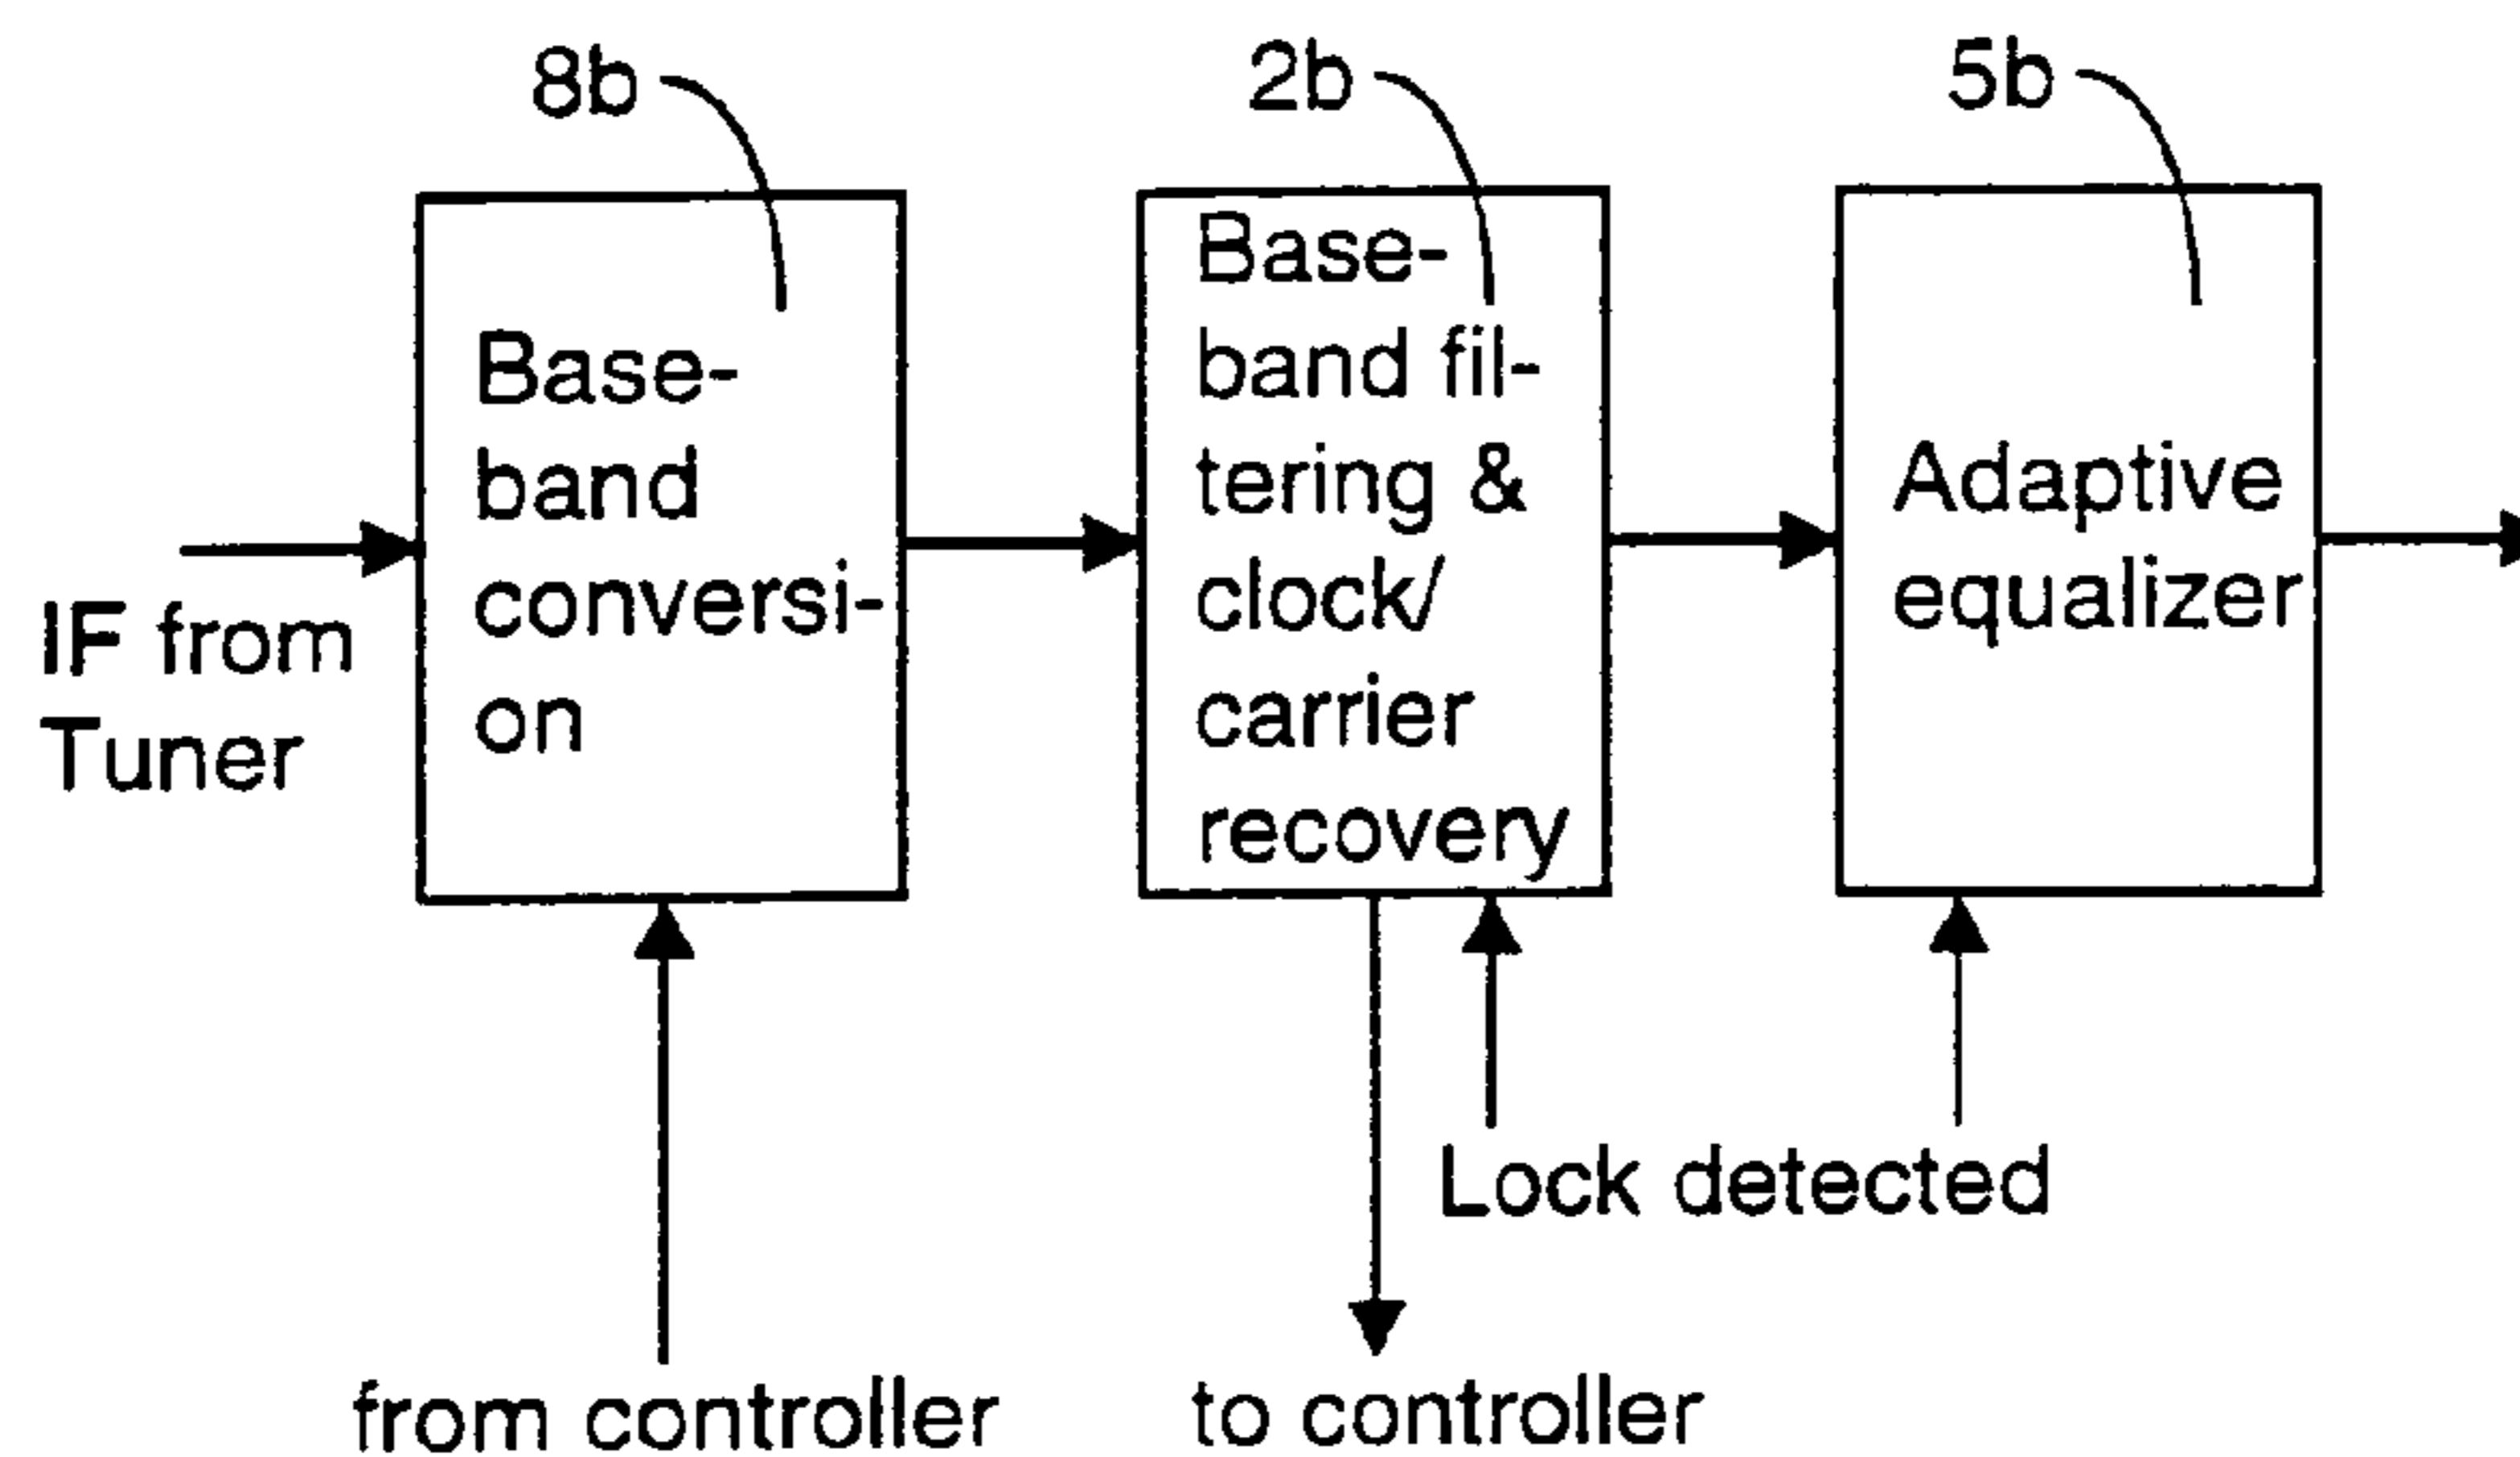 8b
2b
5b
Base-
band
conversi-
on
Base-
band fil-
tering &
clock/
carrier
recovery
Adaptive
equalizer
IF from
Tuner
Lock detected
from controller
to controller